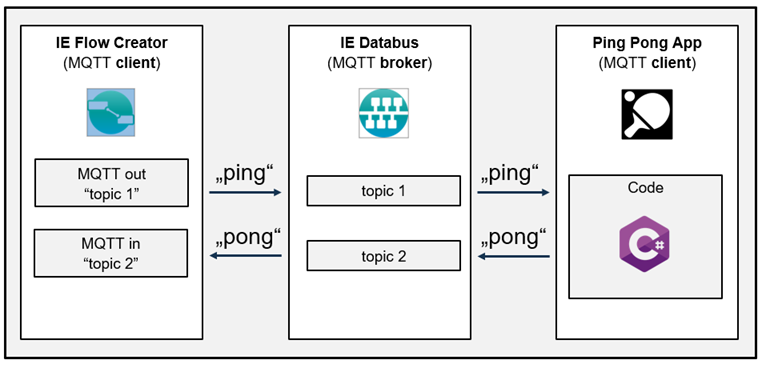 IE Flow Creator
(MQTT client)
IE Databus
(MQTT broker)
Ping Pong App
(MQTT client)
MQTT out
“topic 1”
MQTT in
“topic 2”
„ping“
„pong“
topic 1
topic 2
„ping“
„pong“
Code
C#